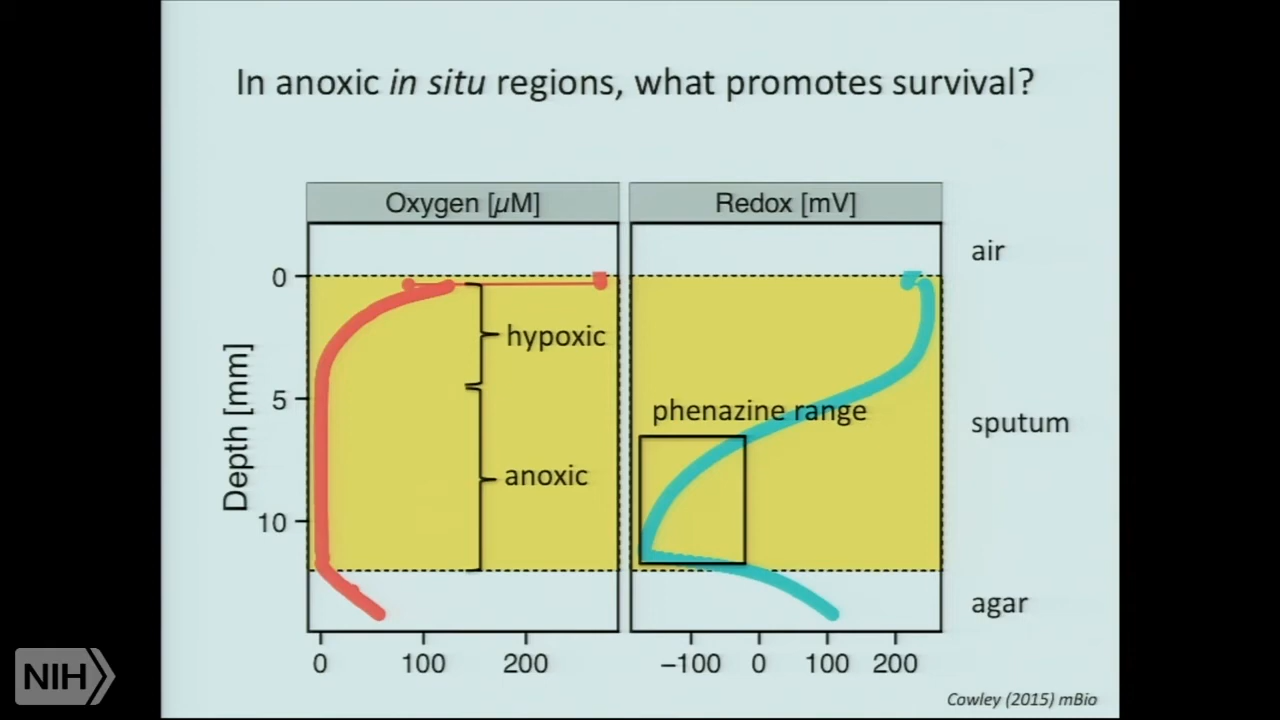 In anoxic in situ regions, what promotes survival?
Oxygen [µM]
Redox [mV]
air
0
hypoxic
Depth [mm]
5
phenazine range
sputum
anoxic
10
agar
0 100 200
−100 0 100 200
NIH
Cowley (2015) mBio